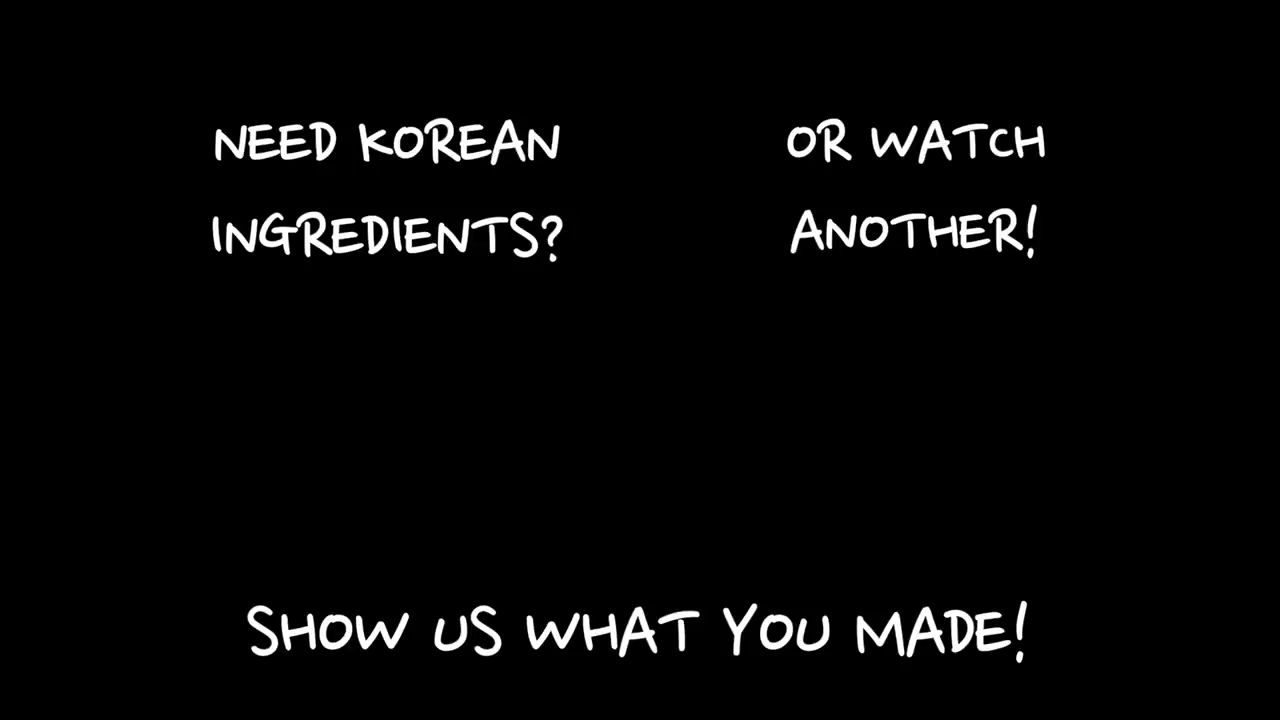 NEED KOREAN
INGREDIENTS?
OR WATCH
ANOTHER!
SHOW US WHAT YOU MADE!